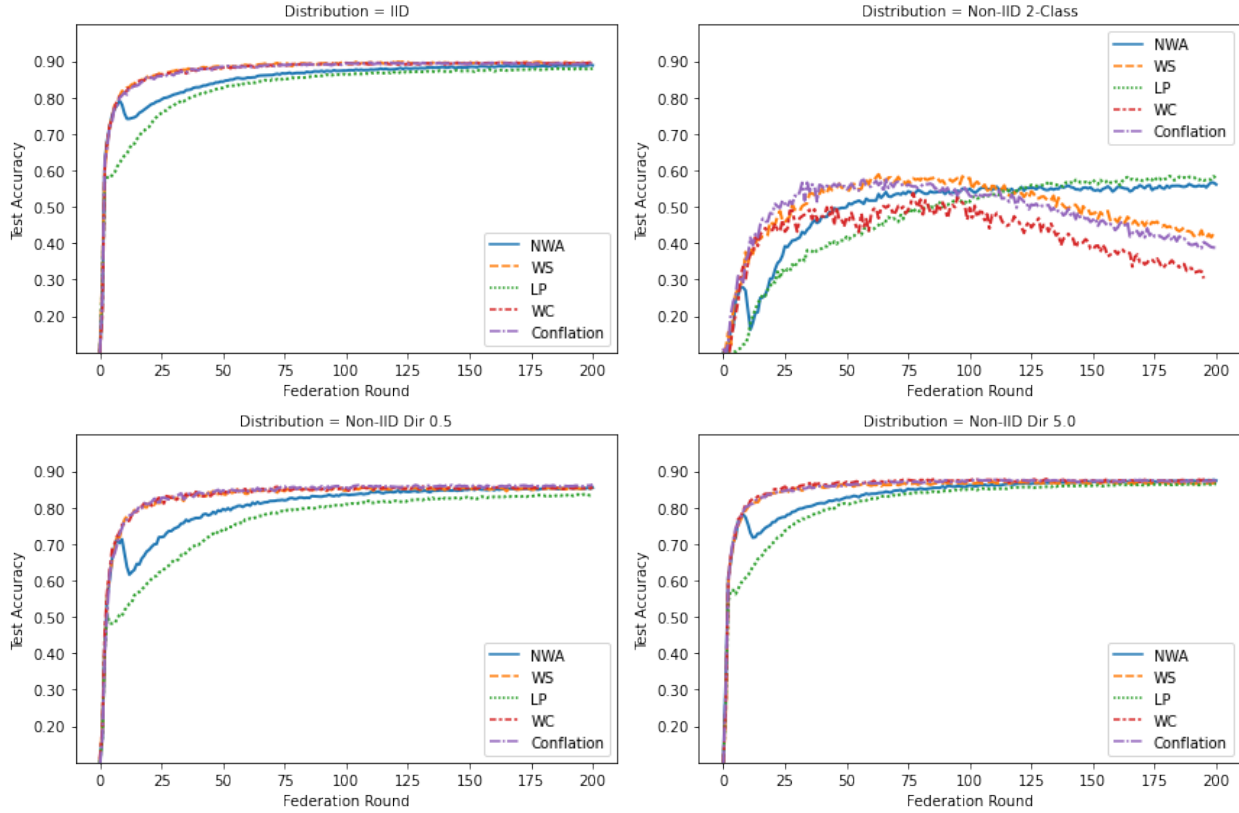 Distribution = IID
0.90
0.80
0.70
0.60
0.50
0.40
0.30
0.20
Test Accuracy
NWA
WS
LP
WC
Conflation
0 25 50 75 100 125 150 175 200
Federation Round
Distribution = Non-IID 2-Class
0.90
0.80
0.70
0.60
0.50
0.40
0.30
0.20
Test Accuracy
NWA
WS
LP
WC
Conflation
0 25 50 75 100 125 150 175 200
Federation Round
Distribution = Non-IID Dir 0.5
0.90
0.80
0.70
0.60
0.50
0.40
0.30
0.20
Test Accuracy
NWA
WS
LP
WC
Conflation
0 25 50 75 100 125 150 175 200
Federation Round
Distribution = Non-IID Dir 5.0
0.90
0.80
0.70
0.60
0.50
0.40
0.30
0.20
Test Accuracy
NWA
WS
LP
WC
Conflation
0 25 50 75 100 125 150 175 200
Federation Round